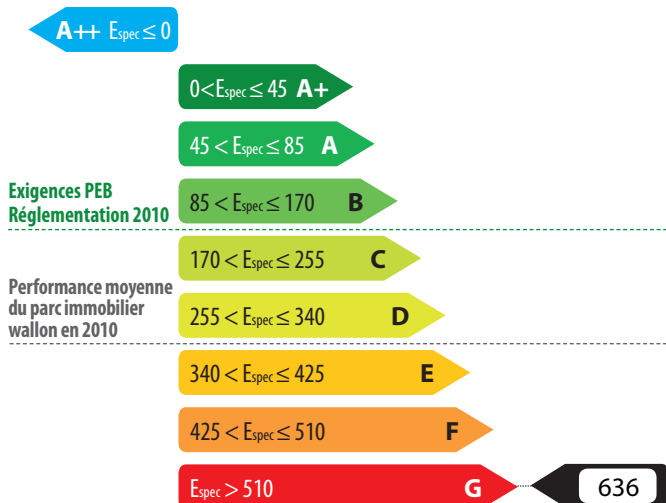 A++ Espec ≤ 0
0<Espec ≤ 45 A+
45 < Espec ≤ 85 A
Exigences PEB
Réglementation 2010
85 < Espec ≤ 170 B
170 < Espec ≤ 255 C
Performance moyenne
du parc immobilier
wallon en 2010
255 < Espec ≤ 340 D
340 < Espec ≤ 425 E
425 < Espec ≤ 510 F
Espec > 510 G 636